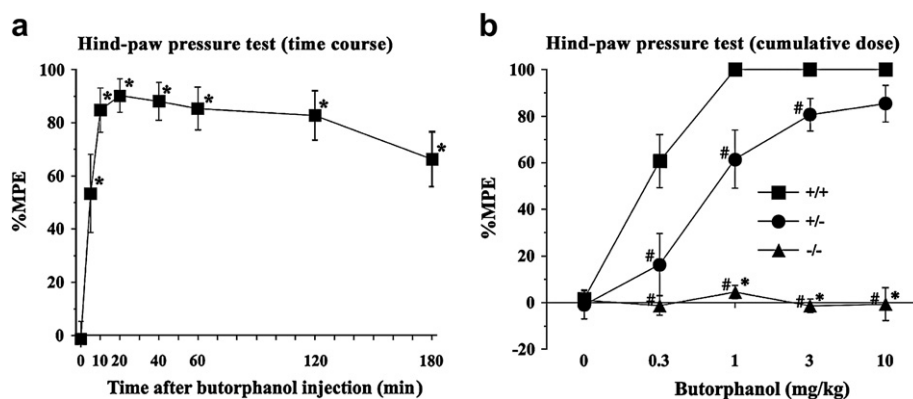 a
Hind-paw pressure test (time course)
%MPE
100
80
60
40
20
0
0 10 20 40 60 120 180
Time after butorphanol injection (min)
* * * * * * *
b
Hind-paw pressure test (cumulative dose)
%MPE
100
80
60
40
20
0
-20
# # #
# #* #* #*
+/+
+/-
-/-
0 0.3 1 3 10
Butorphanol (mg/kg)